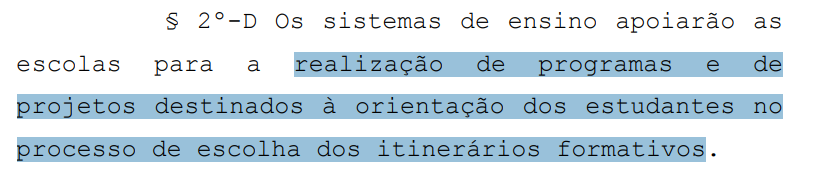 § 2º-D Os sistemas de ensino apoiarão as
escolas para a realização de programas e de
projetos destinados à orientação dos estudantes no
processo de escolha dos itinerários formativos.